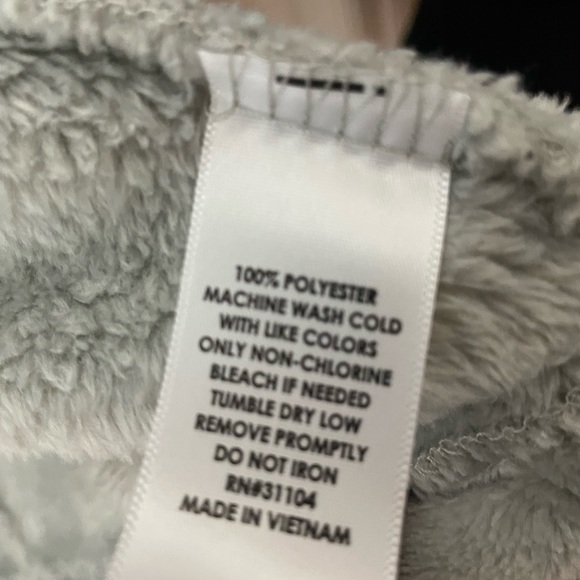 100% POLYESTER
MACHINE WASH COLD
WITH LIKE COLORS
ONLY NON-CHLORINE
BLEACH IF NEEDED
TUMBLE DRY LOW
REMOVE PROMPTLY
DO NOT IRON
RN#31104
MADE IN VIETNAM